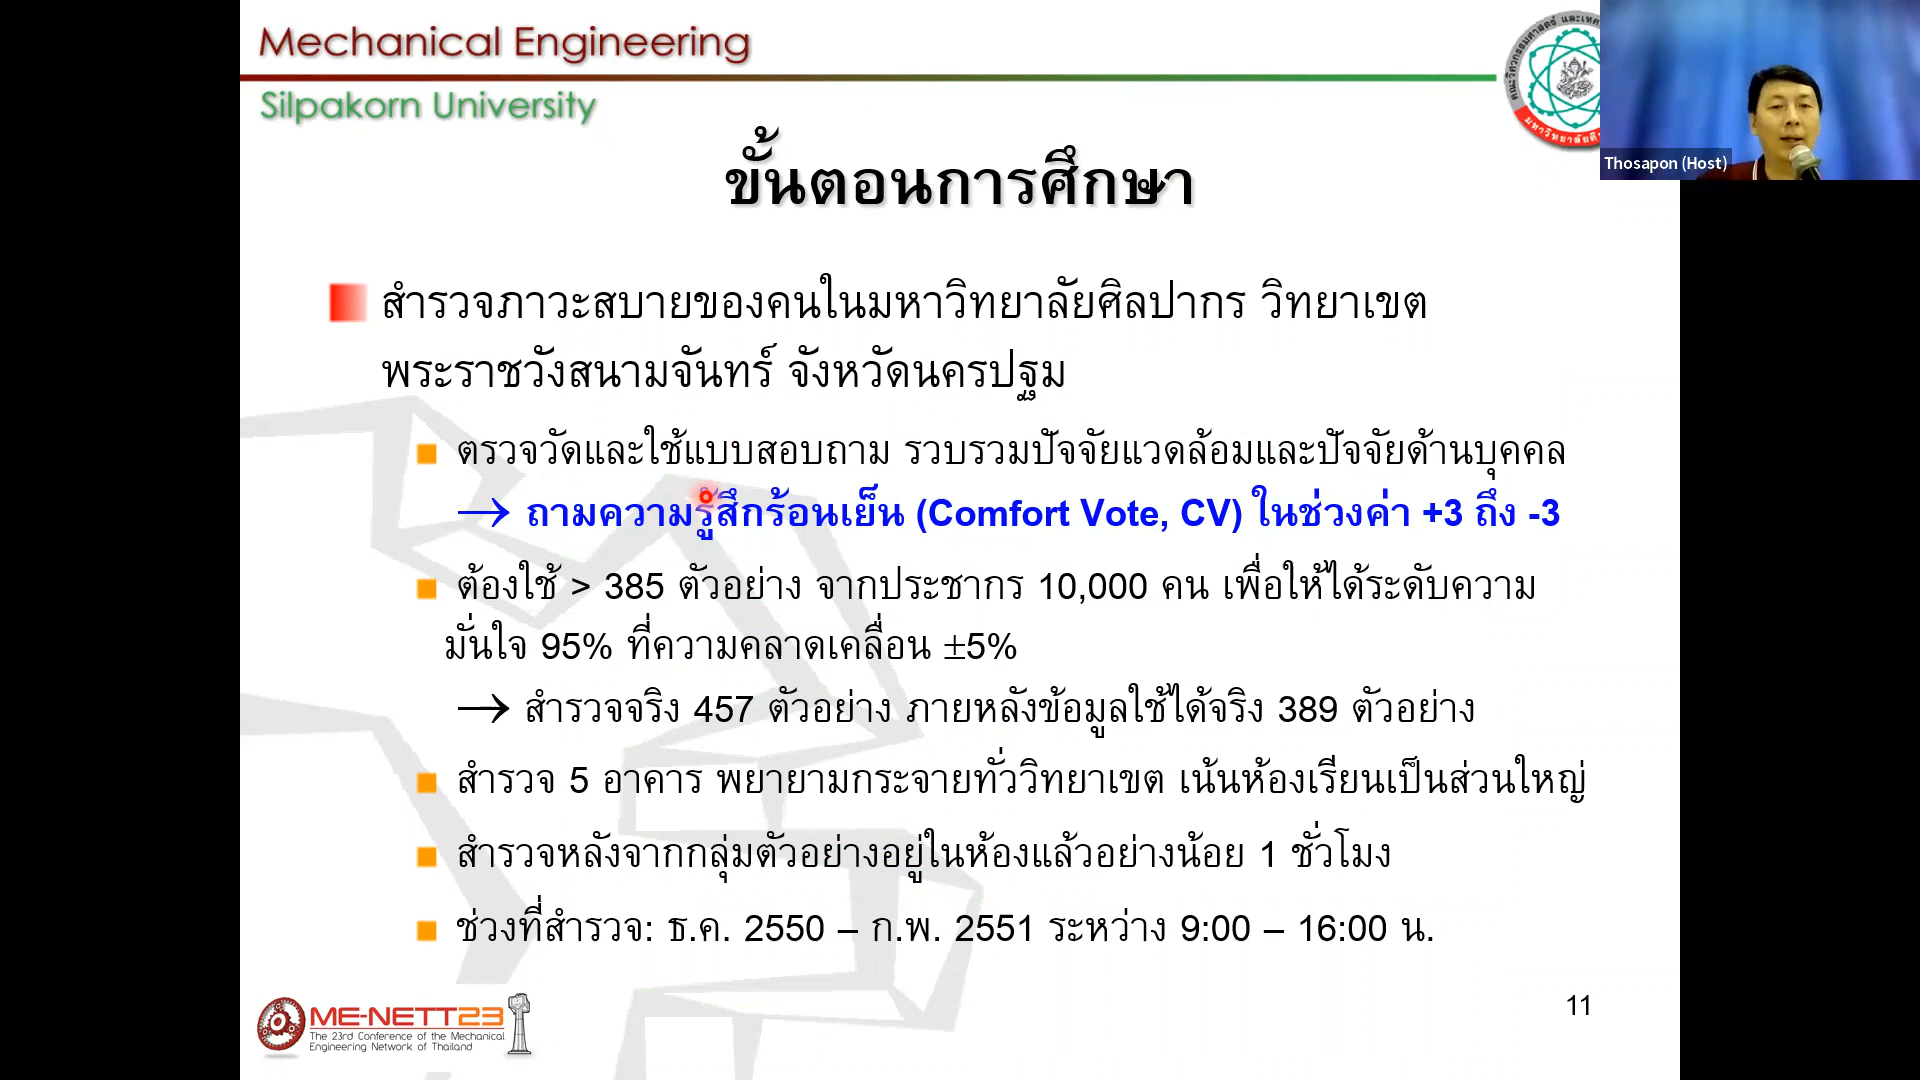 Mechanical Engineering
Silpakorn University
Thosapon (Host)
ขั้นตอนการศึกษา
สำรวจภาวะสบายของคนในมหาวิทยาลัยศิลปากร วิทยาเขต
พระราชวังสนามจันทร์ จังหวัดนครปฐม
ตรวจวัดและใช้แบบสอบถาม รวบรวมปัจจัยแวดล้อมและปัจจัยด้านบุคคล
→ ถามความรู้สึกร้อนเย็น (Comfort Vote, CV) ในช่วงค่า +3 ถึง -3
ต้องใช้ > 385 ตัวอย่าง จากประชากร 10,000 คน เพื่อให้ได้ระดับความ
มั่นใจ 95% ที่ความคลาดเคลื่อน ±5%
→ สำรวจจริง 457 ตัวอย่าง ภายหลังข้อมูลใช้ได้จริง 389 ตัวอย่าง
สำรวจ 5 อาคาร พยายามกระจายทั่ววิทยาเขต เน้นห้องเรียนเป็นส่วนใหญ่
สำรวจหลังจากกลุ่มตัวอย่างอยู่ในห้องแล้วอย่างน้อย 1 ชั่วโมง
ช่วงที่สำรวจ: ธ.ค. 2550 – ก.พ. 2551 ระหว่าง 9:00 – 16:00 น.
ME-NETT23
The 23rd Conference of the Mechanical
Engineering Network of Thailand
11